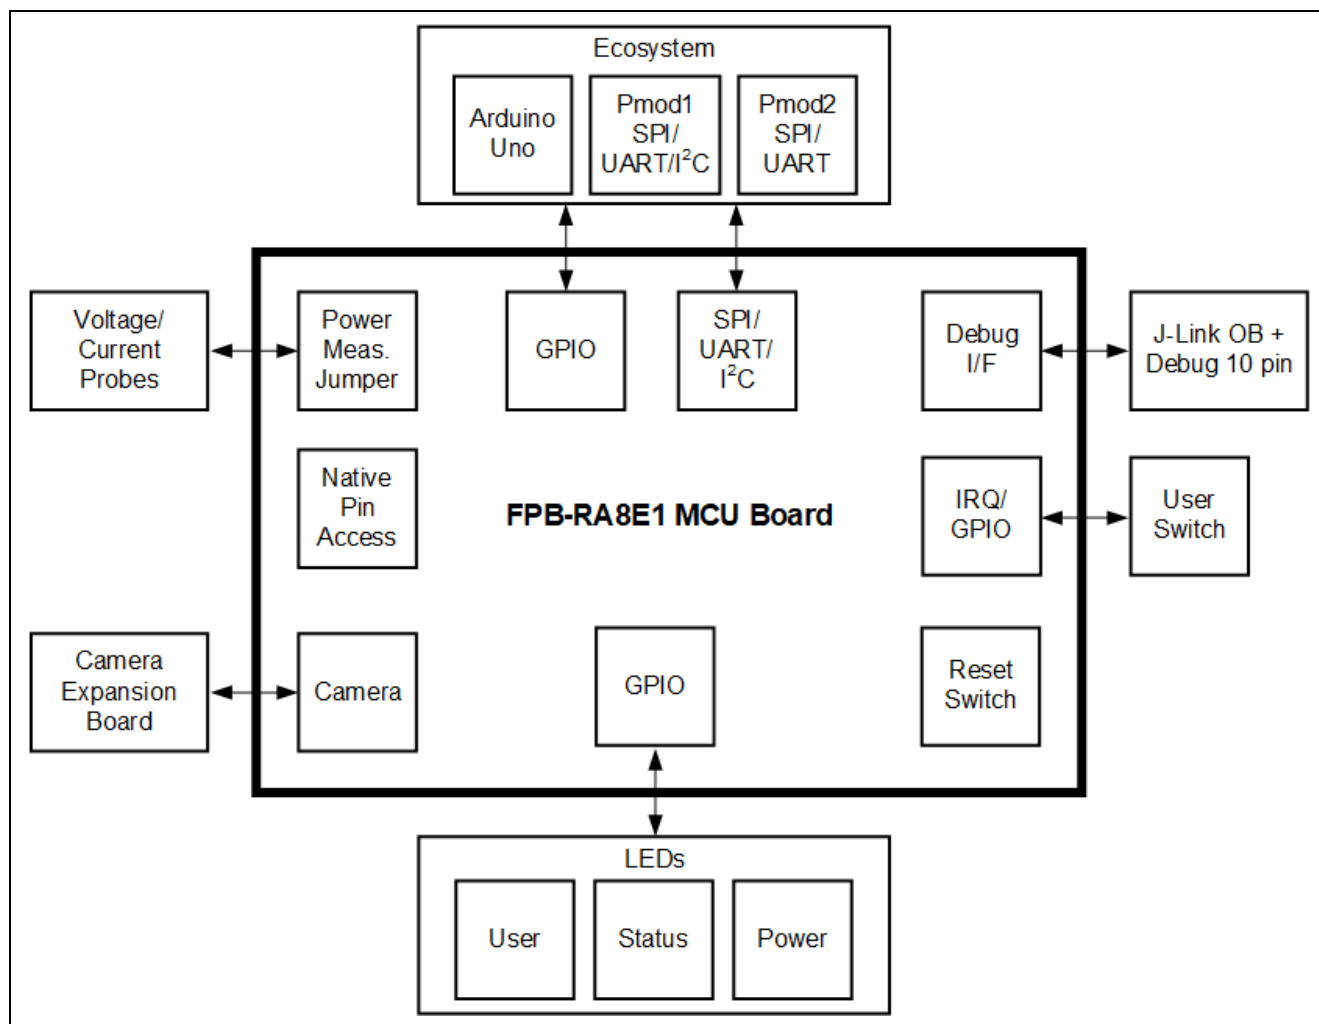 Ecosystem
Arduino
Uno
Pmod1
SPI/
UART/I²C
Pmod2
SPI/
UART
Voltage/
Current
Probes
Power
Meas.
Jumper
GPIO
SPI/
UART/
I²C
Debug
I/F
J-Link OB +
Debug 10 pin
Native
Pin
Access
FPB-RA8E1 MCU Board
IRQ/
GPIO
User
Switch
Camera
Expansion
Board
Camera
GPIO
Reset
Switch
LEDs
User
Status
Power